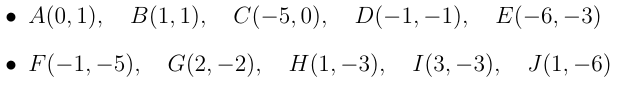 • A(0, 1), B(1, 1), C(−5, 0), D(−1, −1), E(−6, −3)
• F(−1, −5), G(2, −2), H(1, −3), I(3, −3), J(1, −6)